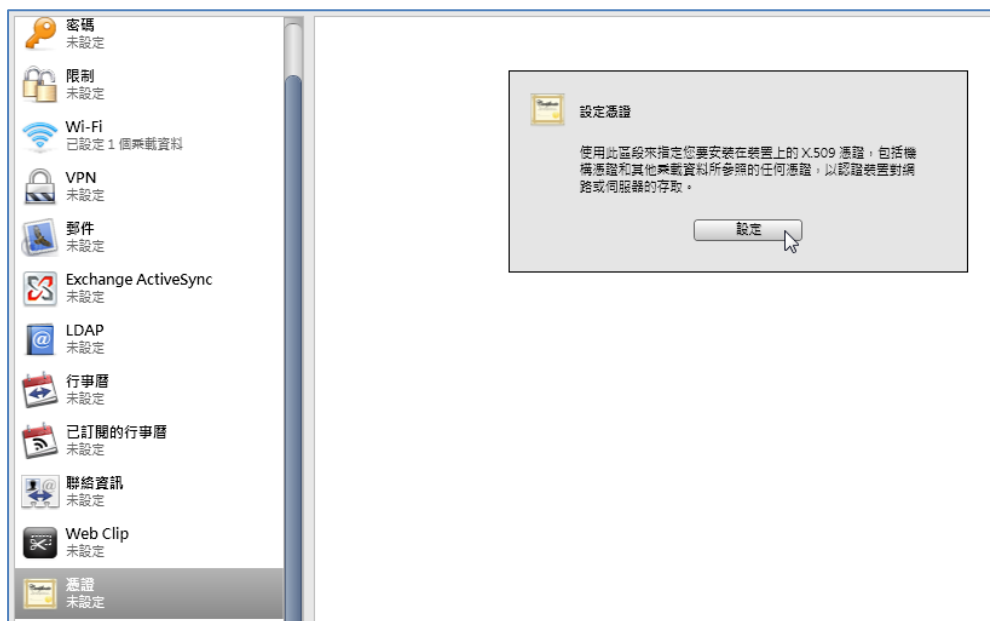 密碼
未設定
限制
未設定
Wi-Fi
已設定 1 個乘載資料
VPN
未設定
郵件
未設定
Exchange ActiveSync
未設定
LDAP
未設定
行事曆
未設定
已訂閱的行事曆
未設定
聯絡資訊
未設定
Web Clip
未設定
憑證
未設定
設定憑證
使用此區段來指定您要安裝在裝置上的 X.509 憑證，包括機
構憑證和其他乘載資料所參照的任何憑證，以認證裝置對網
路或伺服器的存取。
設定